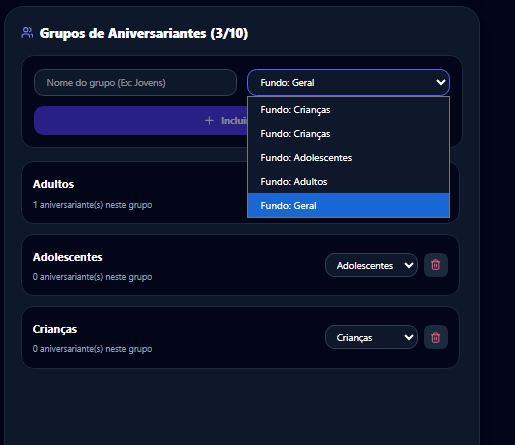 Grupos de Aniversariantes (3/10)
Nome do grupo (Ex: Jovens)
Fundo: Geral
Fundo: Crianças
Fundo: Crianças
Fundo: Adolescentes
Fundo: Adultos
Fundo: Geral
+ Incluir
Adultos
1 aniversariante(s) neste grupo
Adolescentes
0 aniversariante(s) neste grupo
Adolescentes
Crianças
0 aniversariante(s) neste grupo
Crianças